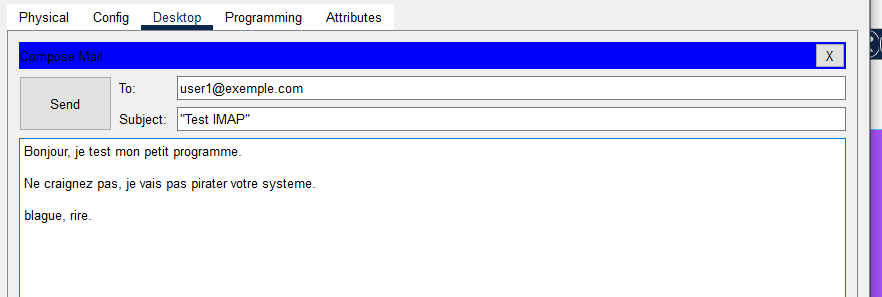 Physical Config Desktop Programming Attributes
Compose Mail
X
Send
To: user1@exemple.com
Subject: "Test IMAP"
Bonjour, je test mon petit programme.
Ne craignez pas, je vais pas pirater votre systeme.
blague, rire.